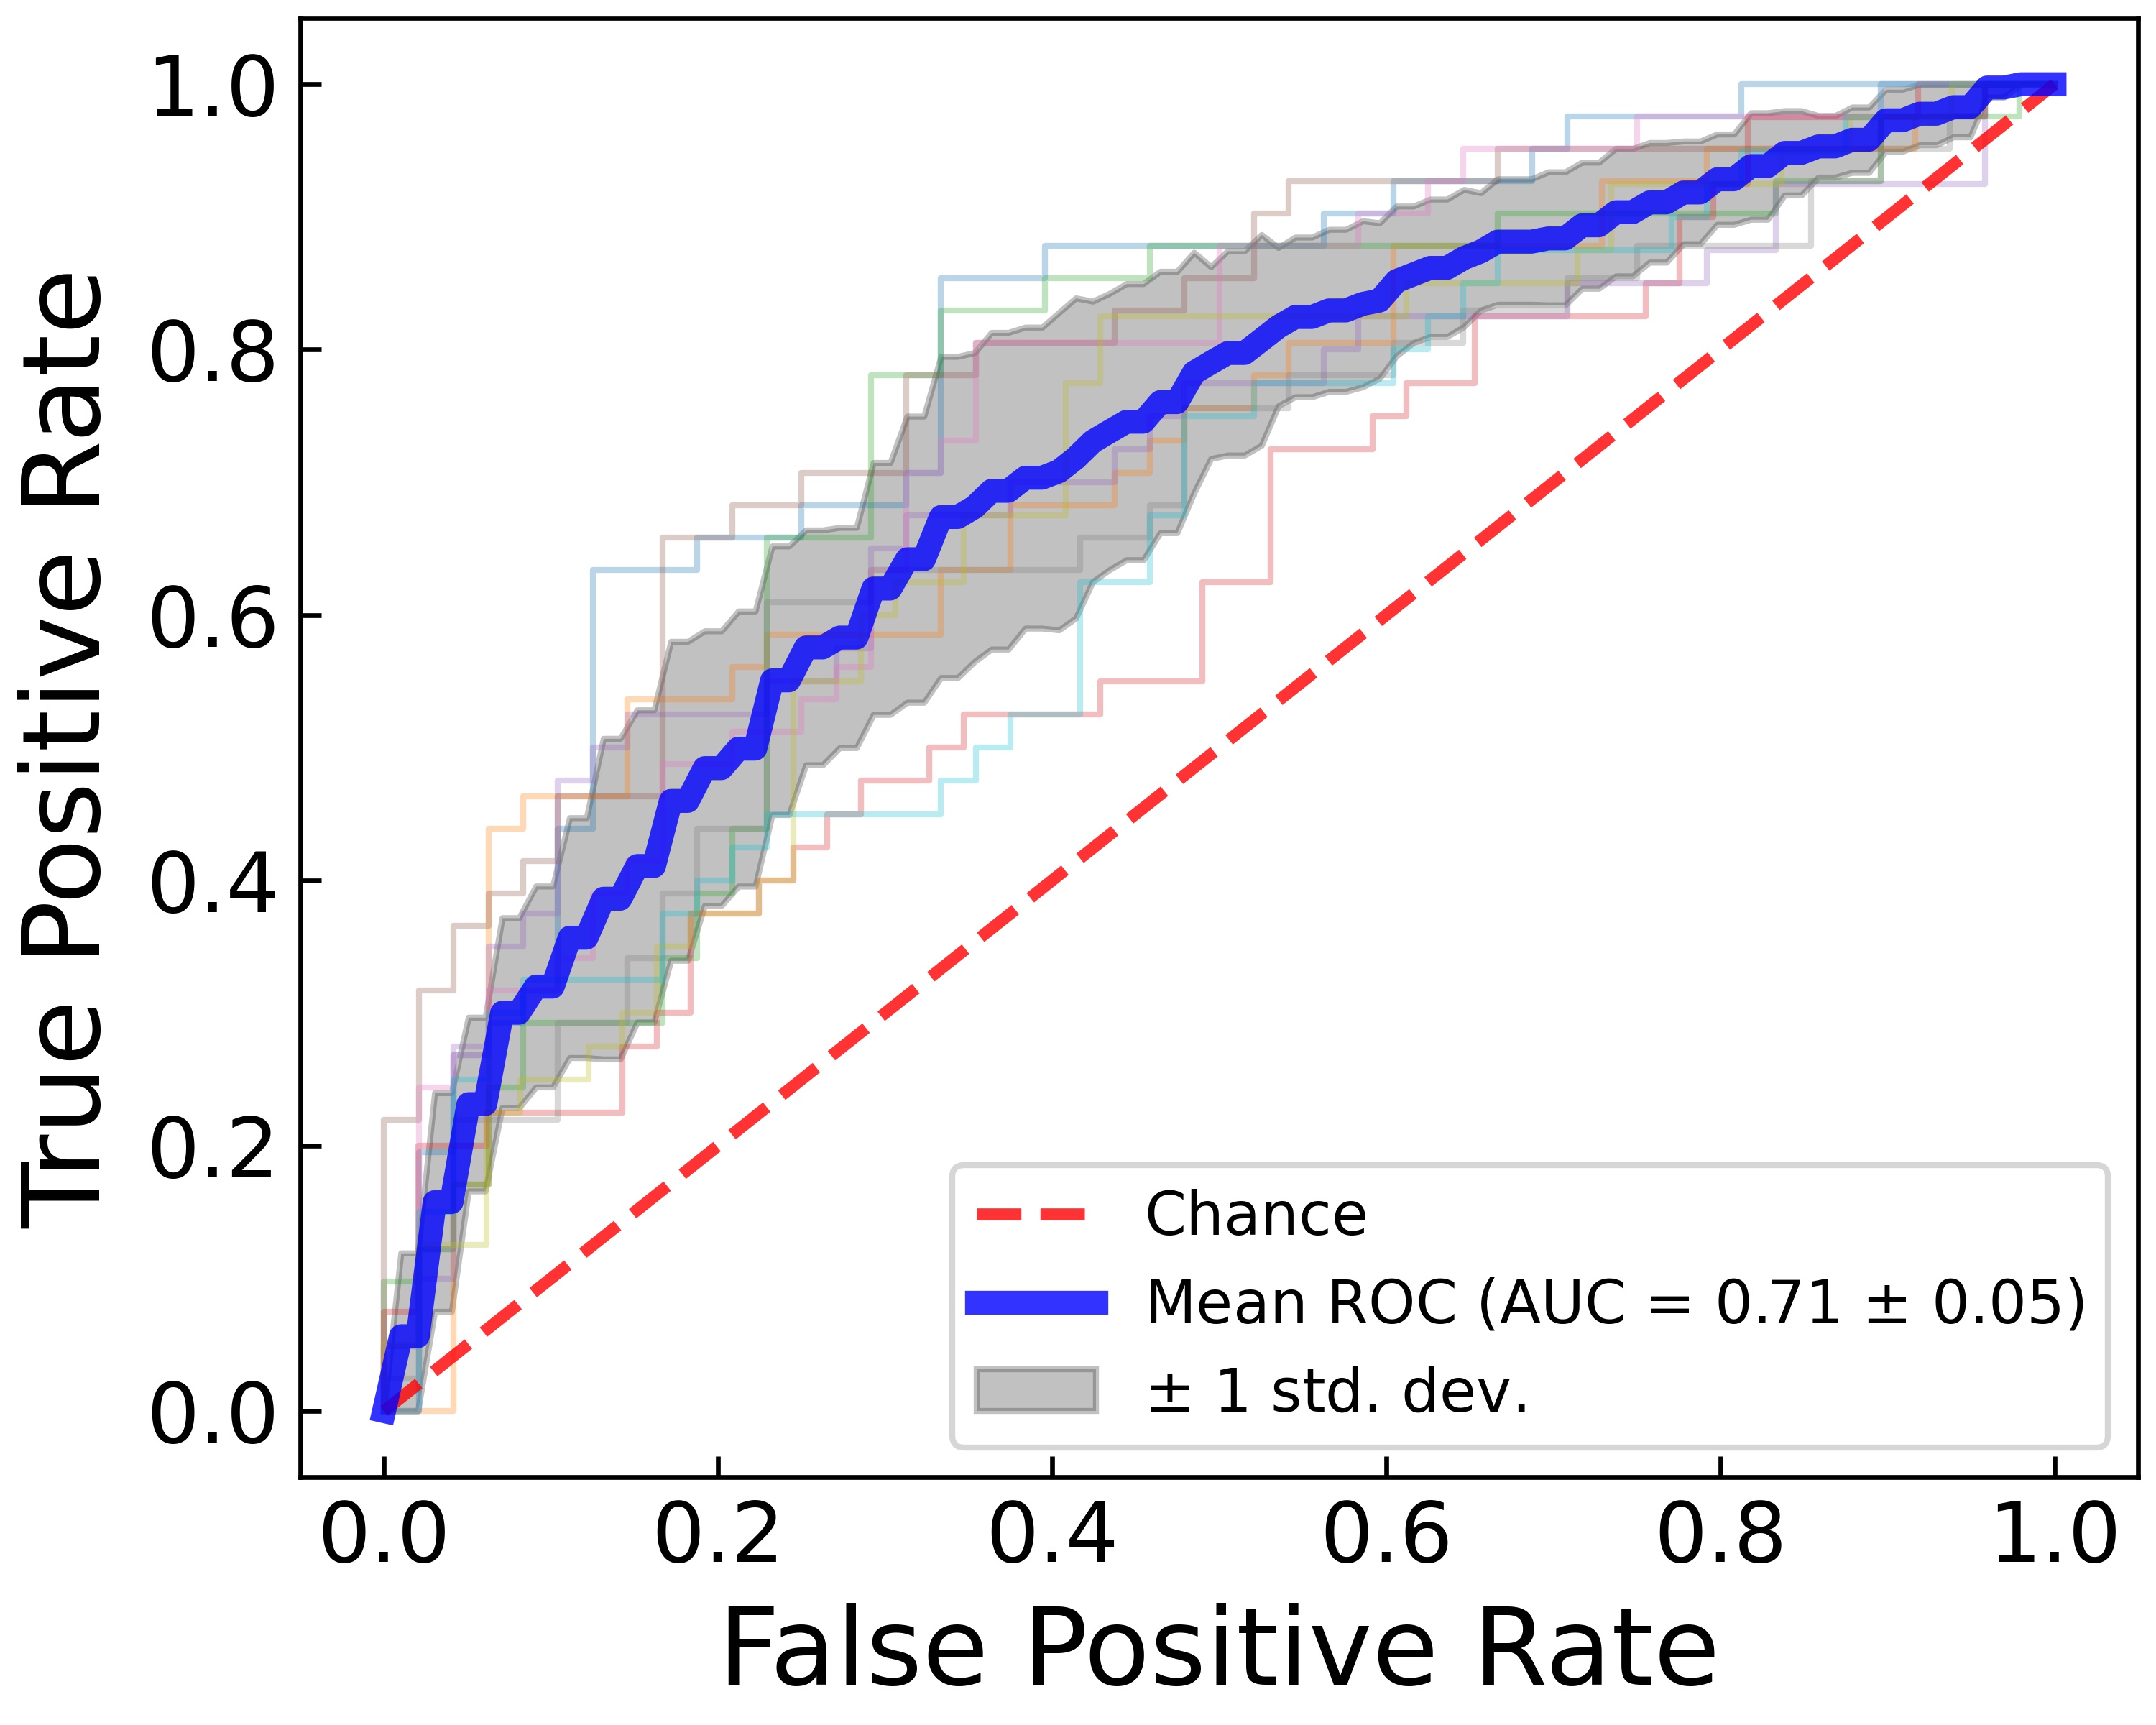 True Positive Rate
1.0
0.8
0.6
0.4
0.2
0.0
Chance
Mean ROC (AUC = 0.71 ± 0.05)
± 1 std. dev.
0.0 0.2 0.4 0.6 0.8 1.0
False Positive Rate